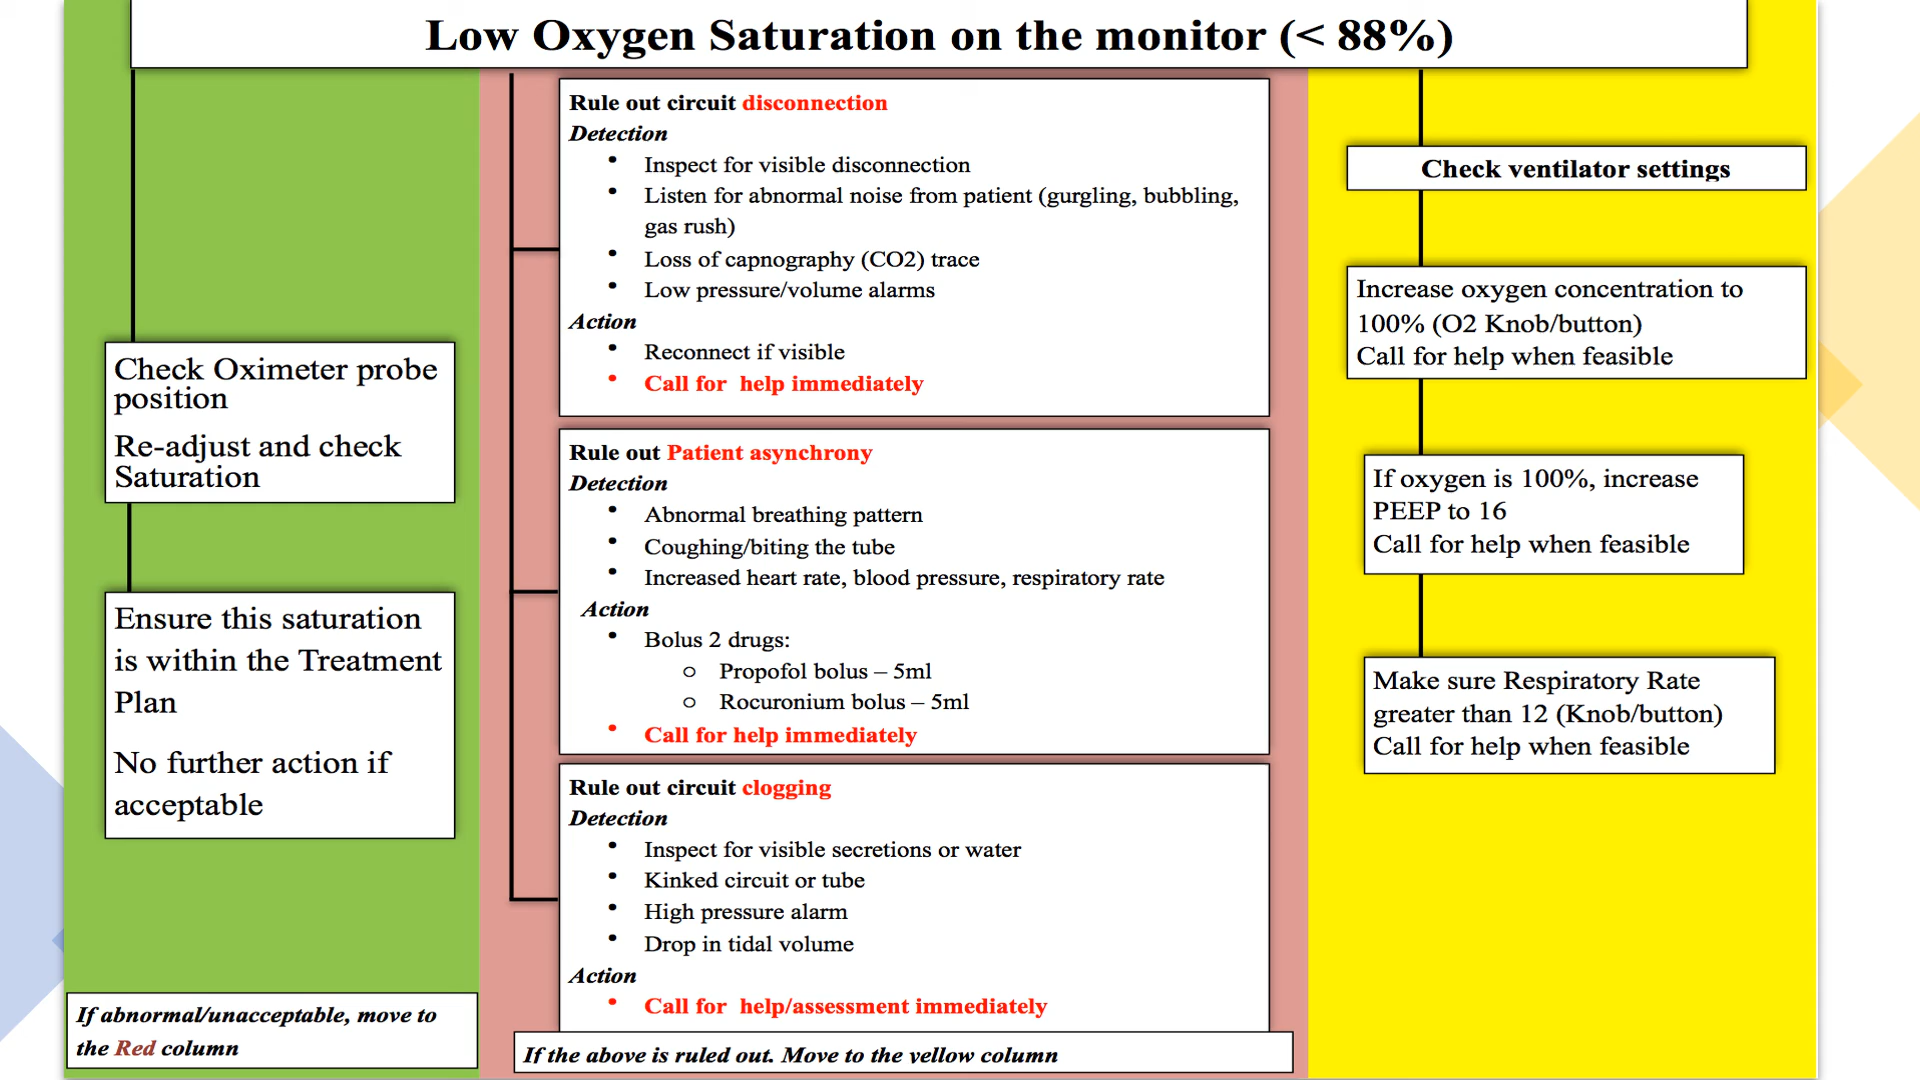 Low Oxygen Saturation on the monitor (< 88%)
Check Oximeter probe
position
Re-adjust and check
Saturation
Ensure this saturation
is within the Treatment
Plan
No further action if
acceptable
If abnormal/unacceptable, move to
the Red column
Rule out circuit disconnection
Detection
• Inspect for visible disconnection
• Listen for abnormal noise from patient (gurgling, bubbling,
gas rush)
• Loss of capnography (CO2) trace
• Low pressure/volume alarms
Action
• Reconnect if visible
• Call for help immediately
Rule out Patient asynchrony
Detection
• Abnormal breathing pattern
• Coughing/biting the tube
• Increased heart rate, blood pressure, respiratory rate
Action
• Bolus 2 drugs:
o Propofol bolus – 5ml
o Rocuronium bolus – 5ml
• Call for help immediately
Rule out circuit clogging
Detection
• Inspect for visible secretions or water
• Kinked circuit or tube
• High pressure alarm
• Drop in tidal volume
Action
• Call for help/assessment immediately
If the above is ruled out. Move to the yellow column
Check ventilator settings
Increase oxygen concentration to
100% (O2 Knob/button)
Call for help when feasible
If oxygen is 100%, increase
PEEP to 16
Call for help when feasible
Make sure Respiratory Rate
greater than 12 (Knob/button)
Call for help when feasible